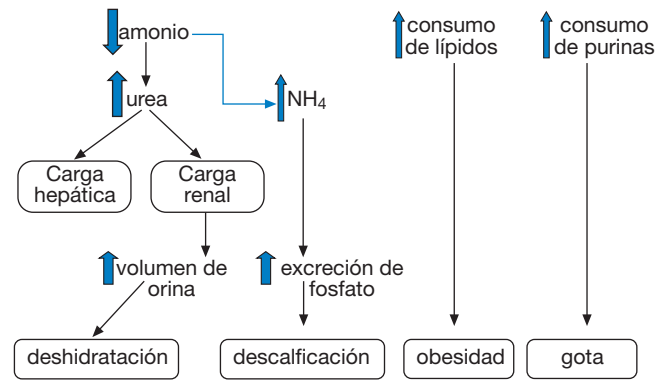 amonio
consumo
de lípidos
consumo
de purinas
urea
NH₄
Carga
hepática
Carga
renal
volumen de
orina
excreción de
fosfato
deshidratación
descalficación
obesidad
gota